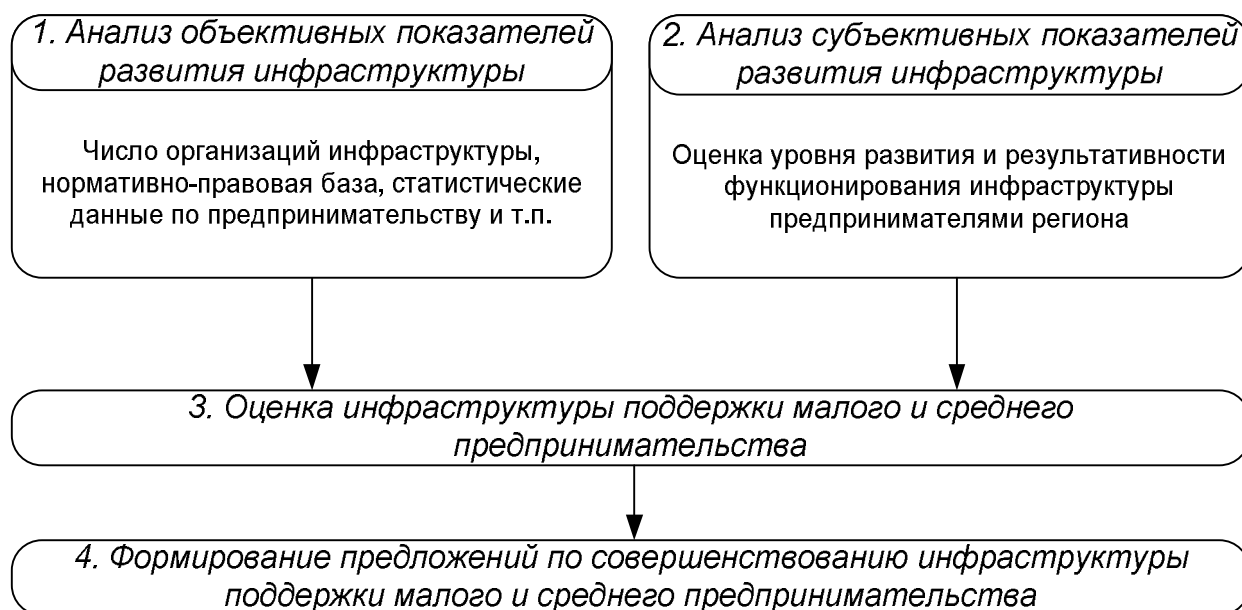 1. Анализ объективных показателей
развития инфраструктуры
Число организаций инфраструктуры,
нормативно-правовая база, статистические
данные по предпринимательству и т.п.
2. Анализ субъективных показателей
развития инфраструктуры
Оценка уровня развития и результативности
функционирования инфраструктуры
предпринимателями региона
3. Оценка инфраструктуры поддержки малого и среднего
предпринимательства
4. Формирование предложений по совершенствованию инфраструктуры
поддержки малого и среднего предпринимательства